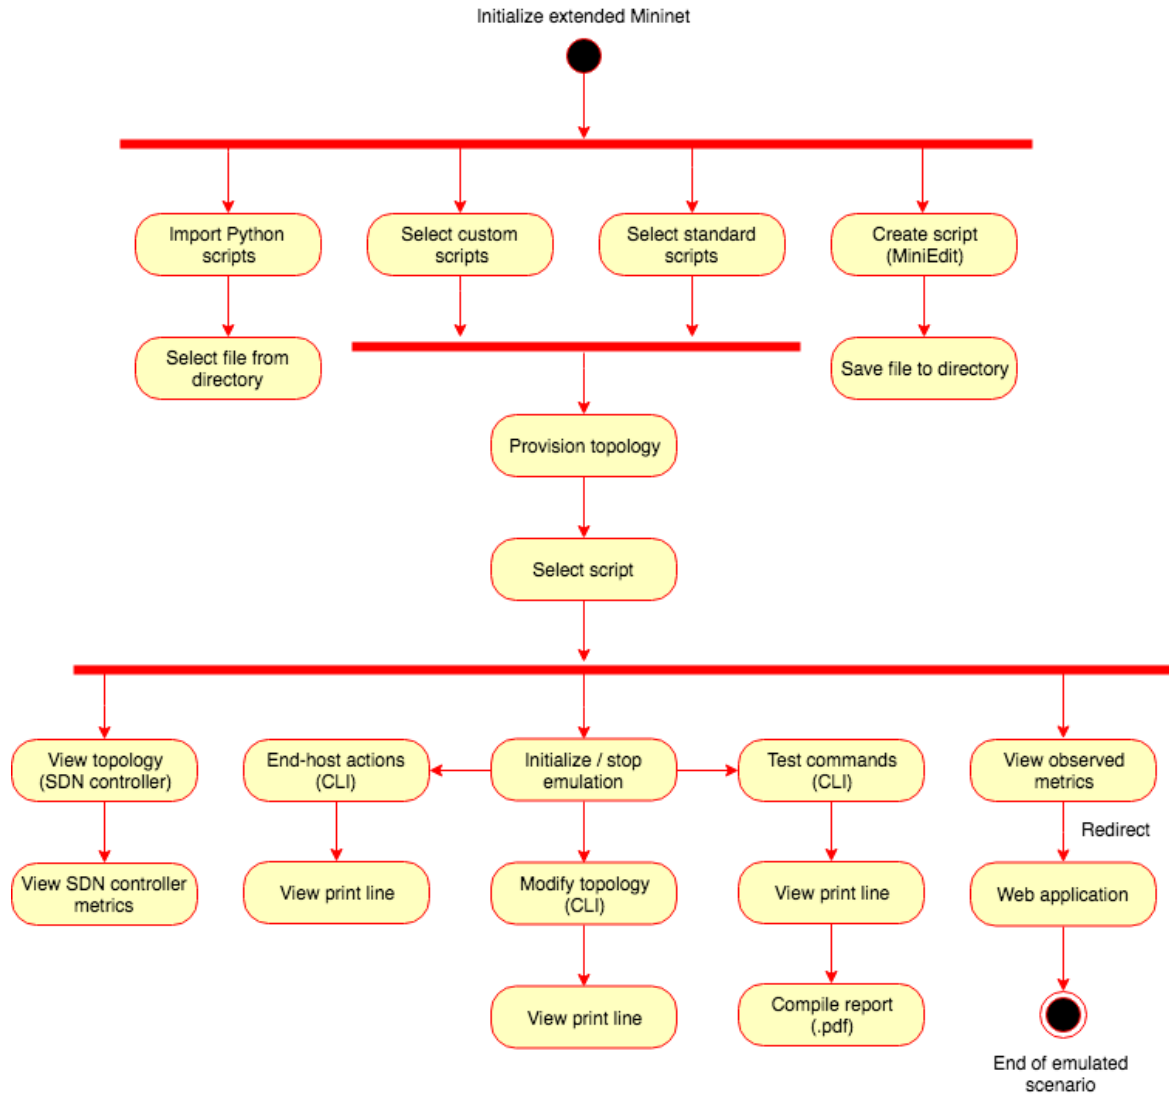 Initialize extended Mininet
Import Python
scripts
Select custom
scripts
Select standard
scripts
Create script
(MiniEdit)
Select file from
directory
Save file to directory
Provision topology
Select script
View topology
(SDN controller)
End-host actions
(CLI)
Initialize / stop
emulation
Test commands
(CLI)
View observed
metrics
Redirect
View SDN controller
metrics
View print line
Modify topology
(CLI)
View print line
Web application
View print line
Compile report
(.pdf)
End of emulated
scenario